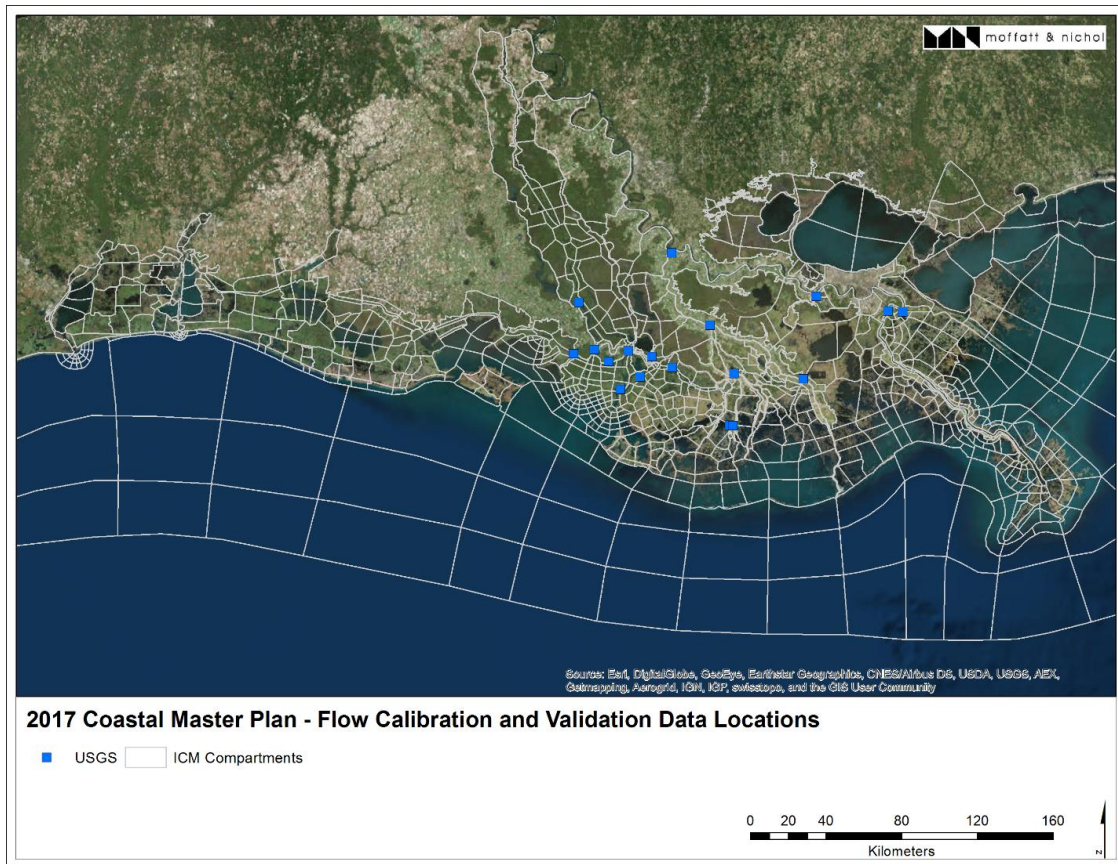 moffatt & nichol
Source: Esri, DigitalGlobe, GeoEye, Earthstar Geographics, CNES/Airbus DS, USDA, USGS, AEX,
Getmapping, Aerogrid, IGN, IGP, swisstopo, and the GIS User Community
2017 Coastal Master Plan - Flow Calibration and Validation Data Locations
USGS ICM Compartments
0 20 40 80 120 160
Kilometers
N